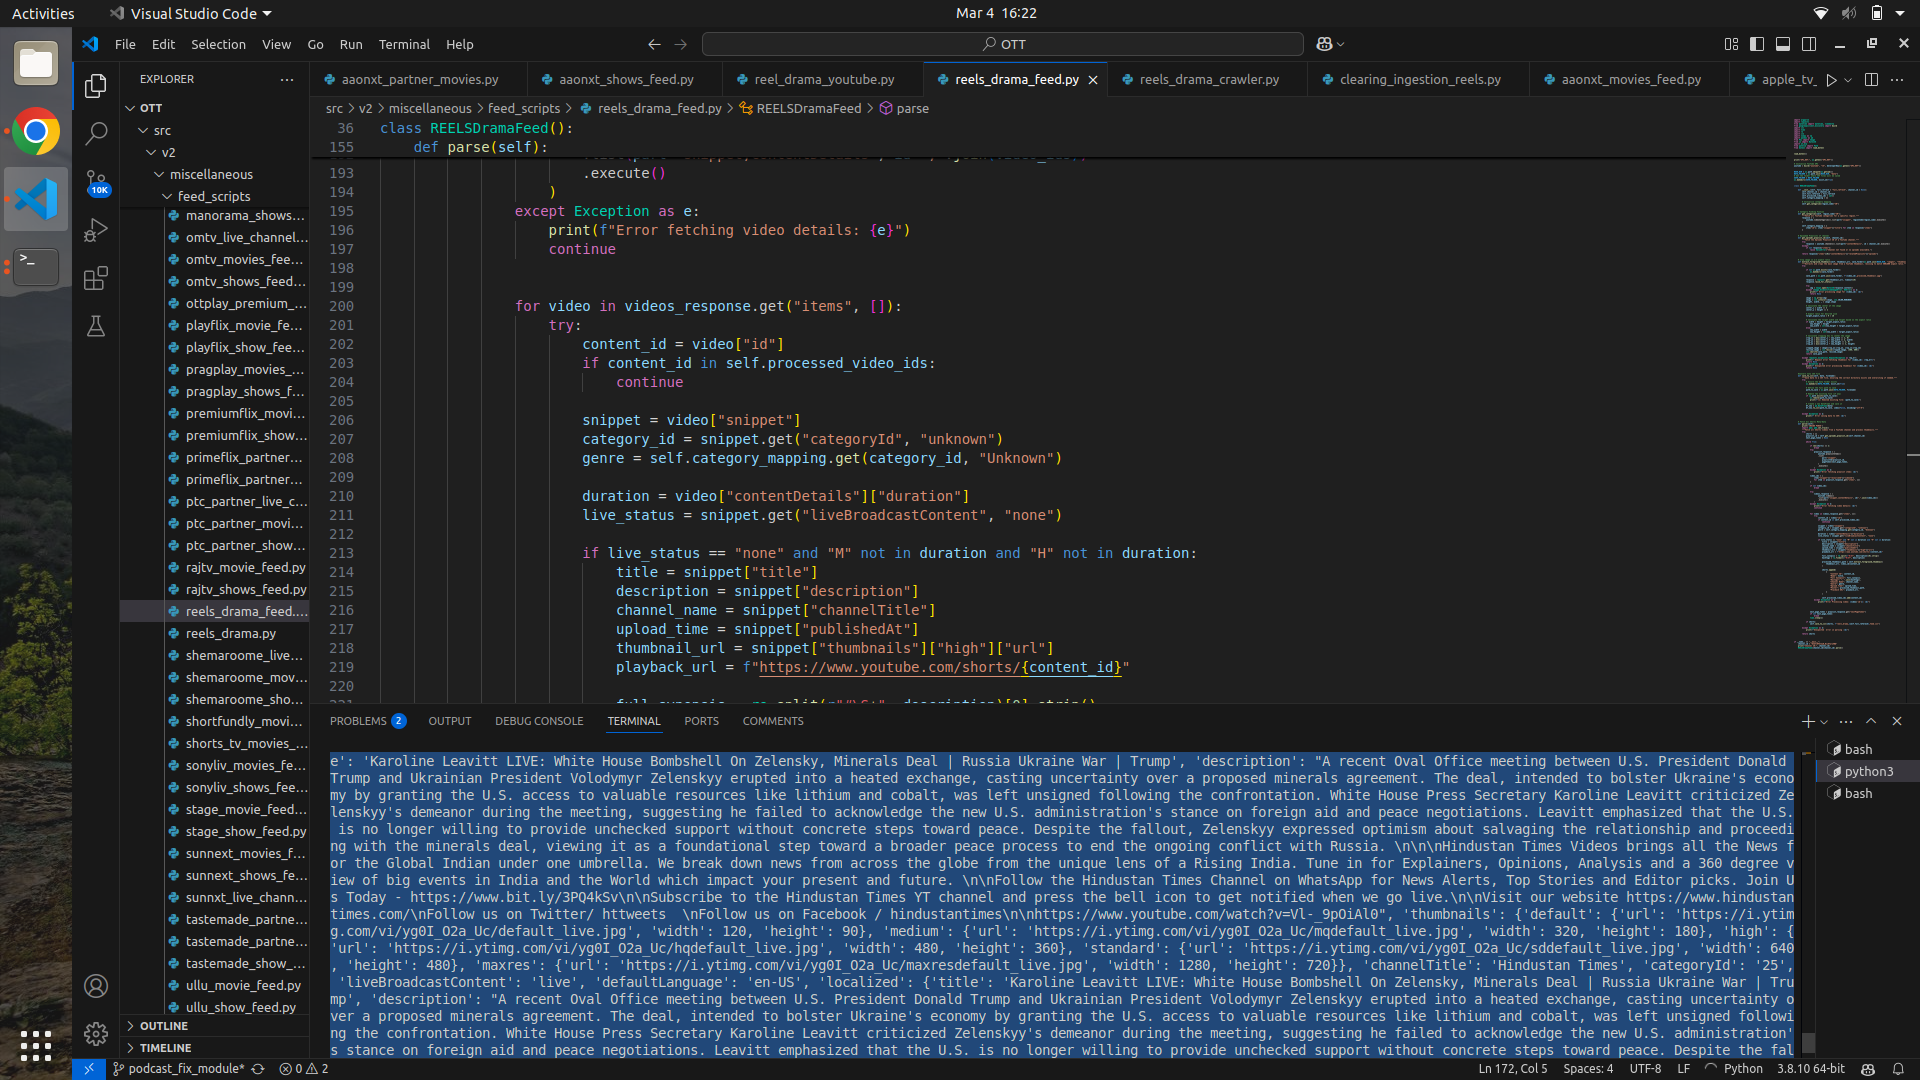 Activities
Visual Studio Code
Mar 4 16:22
File Edit Selection View Go Run Terminal Help
OTT
EXPLORER
aaonxt_partner_movies.py
aaonxt_shows_feed.py
reel_drama_youtube.py
reels_drama_feed.py
reels_drama_crawler.py
clearing_ingestion_reels.py
aaonxt_movies_feed.py
apple_tv_
src > v2 > miscellaneous > feed_scripts > reels_drama_feed.py > REELSDramaFeed > parse
OTT
src
v2
miscellaneous
feed_scripts
manorama_shows...
omtv_live_channel...
omtv_movies_fee...
omtv_shows_feed...
ottplay_premium_...
playflix_movie_fe...
playflix_show_fee...
pragplay_movies_...
pragplay_shows_f...
premiumflix_movi...
premiumflix_show...
primeflix_partner...
primeflix_partner...
ptc_partner_live_c...
ptc_partner_movi...
ptc_partner_show...
rajtv_movie_feed.py
rajtv_shows_feed.py
reels_drama_feed....
reels_drama.py
shemaroome_live...
shemaroome_mov...
shemaroome_sho...
shortfundly_movi...
shorts_tv_movies_...
sonyliv_movies_fe...
sonyliv_shows_fee...
stage_movie_feed...
stage_show_feed.py
sunnext_movies_f...
sunnext_shows_fe...
sunnxt_live_chann...
tastemade_partne...
tastemade_partne...
tastemade_show_...
ullu_movie_feed.py
ullu_show_feed.py
OUTLINE
TIMELINE
10K
36 class REELSDramaFeed():
155 def parse(self):
193 .execute()
194 )
195 except Exception as e:
196 print(f"Error fetching video details: {e}")
197 continue
198
199
200 for video in videos_response.get("items", []):
201 try:
202 content_id = video["id"]
203 if content_id in self.processed_video_ids:
204 continue
205
206 snippet = video["snippet"]
207 category_id = snippet.get("categoryId", "unknown")
208 genre = self.category_mapping.get(category_id, "Unknown")
209
210 duration = video["contentDetails"]["duration"]
211 live_status = snippet.get("liveBroadcastContent", "none")
212
213 if live_status == "none" and "M" not in duration and "H" not in duration:
214 title = snippet["title"]
215 description = snippet["description"]
216 channel_name = snippet["channelTitle"]
217 upload_time = snippet["publishedAt"]
218 thumbnail_url = snippet["thumbnails"]["high"]["url"]
219 playback_url = f"https://www.youtube.com/shorts/{content_id}"
220
PROBLEMS 2 OUTPUT DEBUG CONSOLE TERMINAL PORTS COMMENTS
e': 'Karoline Leavitt LIVE: White House Bombshell On Zelensky, Minerals Deal | Russia Ukraine War | Trump', 'description': "A recent Oval Office meeting between U.S. President Donald
Trump and Ukrainian President Volodymyr Zelenskyy erupted into a heated exchange, casting uncertainty over a proposed minerals agreement. The deal, intended to bolster Ukraine's econo
my by granting the U.S. access to valuable resources like lithium and cobalt, was left unsigned following the confrontation. White House Press Secretary Karoline Leavitt criticized Ze
lenskyy's demeanor during the meeting, suggesting he failed to acknowledge the new U.S. administration's stance on foreign aid and peace negotiations. Leavitt emphasized that the U.S.
is no longer willing to provide unchecked support without concrete steps toward peace. Despite the fallout, Zelenskyy expressed optimism about salvaging the relationship and proceedi
ng with the minerals deal, viewing it as a foundational step toward a broader peace process to end the ongoing conflict with Russia. \n\n\nHindustan Times Videos brings all the News f
or the Global Indian under one umbrella. We break down news from across the globe from the unique lens of a Rising India. Tune in for Explainers, Opinions, Analysis and a 360 degree v
iew of big events in India and the World which impact your present and future. \n\nFollow the Hindustan Times Channel on WhatsApp for News Alerts, Top Stories and Editor picks. Join U
s Today - https://www.bit.ly/3PQ4kSv\n\nSubscribe to the Hindustan Times YT channel and press the bell icon to get notified when we go live.\n\nVisit our website https://www.hindustan
times.com/\nFollow us on Twitter/ httweets  \nFollow us on Facebook / hindustantimes\n\nhttps://www.youtube.com/watch?v=Vl-_9pOiAl0", 'thumbnails': {'default': {'url': 'https://i.ytim
g.com/vi/yg0I_O2a_Uc/default_live.jpg', 'width': 120, 'height': 90}, 'medium': {'url': 'https://i.ytimg.com/vi/yg0I_O2a_Uc/mqdefault_live.jpg', 'width': 320, 'height': 180}, 'high': {
'url': 'https://i.ytimg.com/vi/yg0I_O2a_Uc/hqdefault_live.jpg', 'width': 480, 'height': 360}, 'standard': {'url': 'https://i.ytimg.com/vi/yg0I_O2a_Uc/sddefault_live.jpg', 'width': 640
, 'height': 480}, 'maxres': {'url': 'https://i.ytimg.com/vi/yg0I_O2a_Uc/maxresdefault_live.jpg', 'width': 1280, 'height': 720}}, 'channelTitle': 'Hindustan Times', 'categoryId': '25',
'liveBroadcastContent': 'live', 'defaultLanguage': 'en-US', 'localized': {'title': 'Karoline Leavitt LIVE: White House Bombshell On Zelensky, Minerals Deal | Russia Ukraine War | Tru
mp', 'description': "A recent Oval Office meeting between U.S. President Donald Trump and Ukrainian President Volodymyr Zelenskyy erupted into a heated exchange, casting uncertainty o
ver a proposed minerals agreement. The deal, intended to bolster Ukraine's economy by granting the U.S. access to valuable resources like lithium and cobalt, was left unsigned followi
ng the confrontation. White House Press Secretary Karoline Leavitt criticized Zelenskyy's demeanor during the meeting, suggesting he failed to acknowledge the new U.S. administration'
s stance on foreign aid and peace negotiations. Leavitt emphasized that the U.S. is no longer willing to provide unchecked support without concrete steps toward peace. Despite the fal
bash
python3
bash
podcast_fix_module*
0 2
Ln 172, Col 5 Spaces: 4 UTF-8 LF Python 3.8.10 64-bit